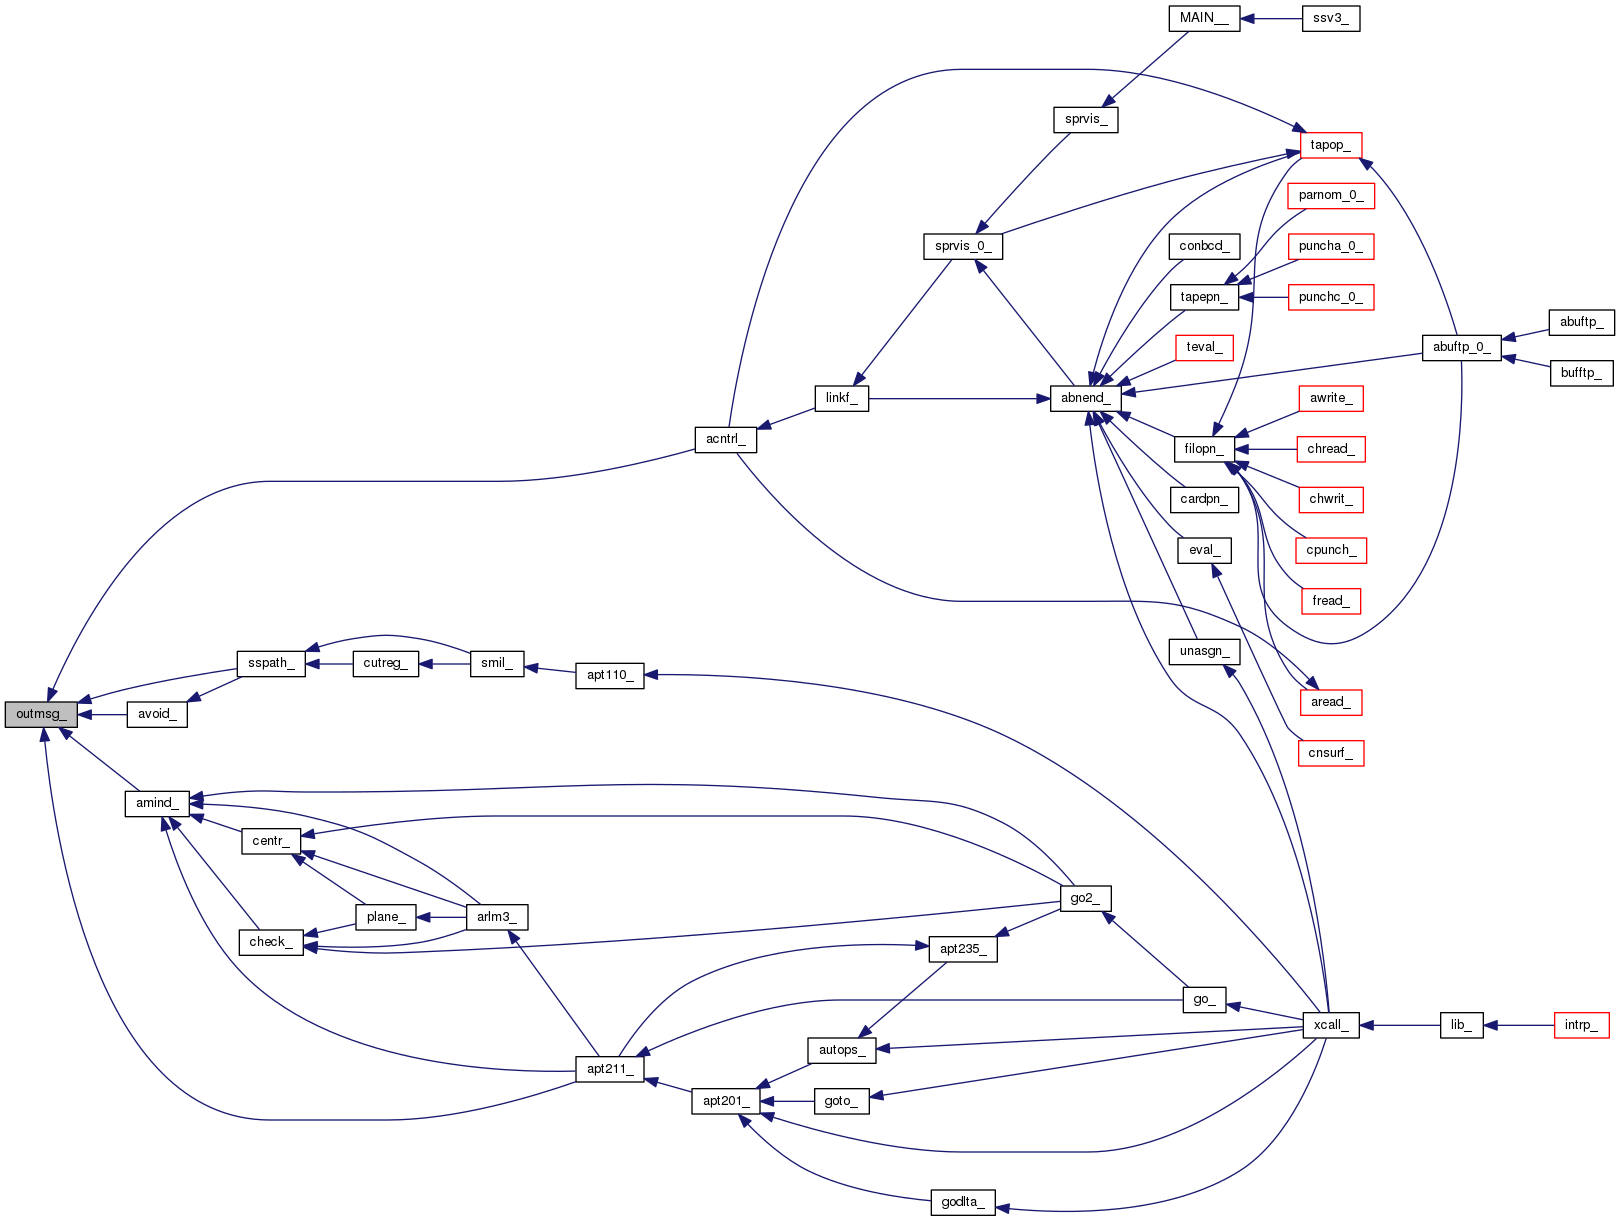 MAIN__
ssv3_
sprvis_
tapop_
parnom_0_
sprvis_0_
conbcd_
puncha_0_
tapepn_
punchc_0_
abuftp_
teval_
abuftp_0_
bufftp_
linkf_
abnend_
awrite_
acntrl_
filopn_
chread_
cardpn_
chwrit_
eval_
cpunch_
fread_
unasgn_
sspath_
cutreg_
smil_
apt110_
aread_
outmsg_
avoid_
cnsurf_
amind_
centr_
go2_
plane_
arlm3_
check_
apt235_
go_
xcall_
lib_
intrp_
autops_
apt211_
apt201_
goto_
godlta_